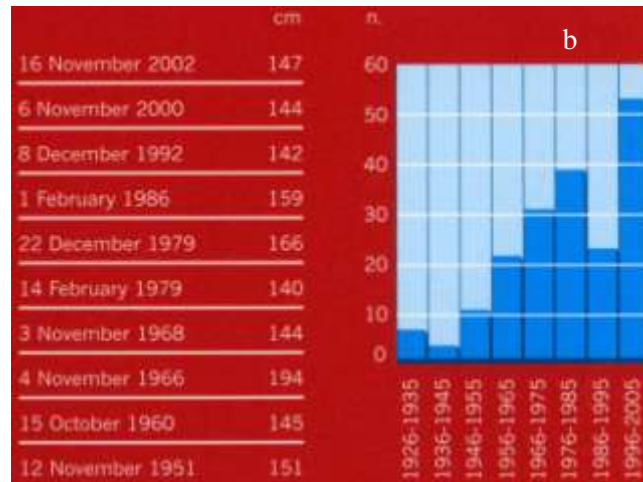 cm
16 November 2002 147
6 November 2000 144
8 December 1992 142
1 February 1986 159
22 December 1979 166
14 February 1979 140
3 November 1968 144
4 November 1966 194
15 October 1960 145
12 November 1951 151
n.
b
60
50
40
30
20
10
0
1926-1935
1936-1945
1946-1955
1956-1965
1966-1975
1976-1985
1986-1995
1996-2005